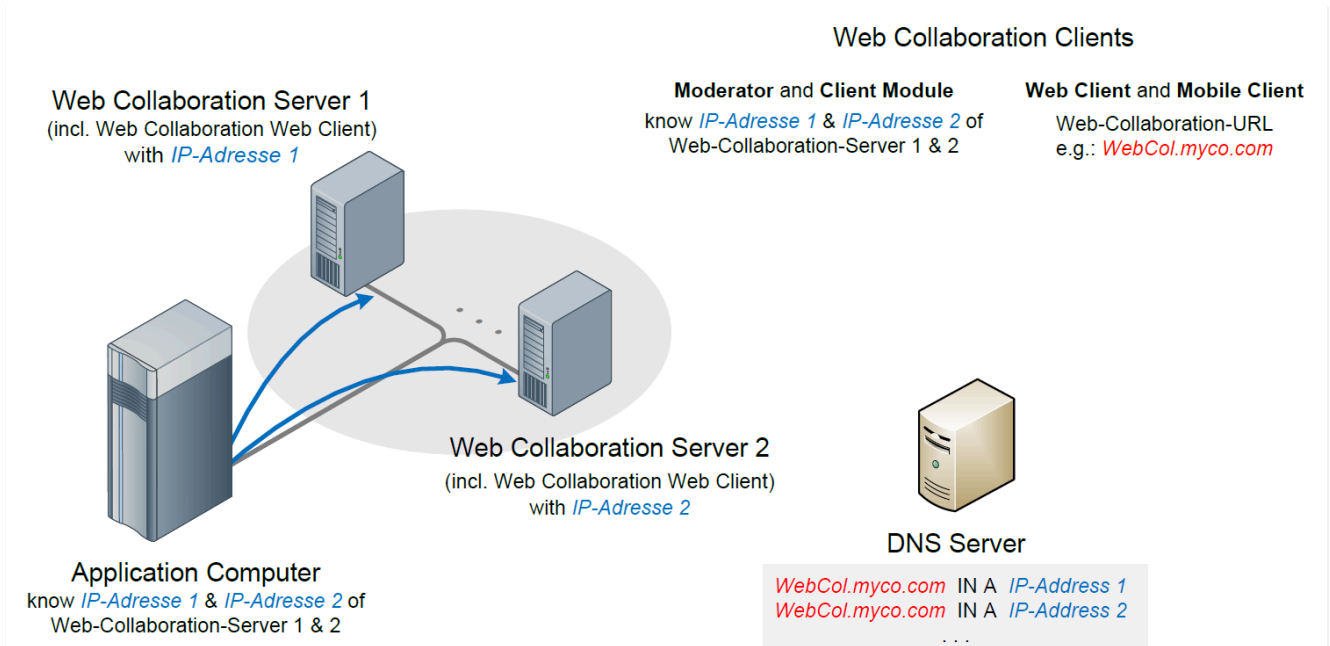 Web Collaboration Clients
Moderator and Client Module
know IP-Adresse 1 & IP-Adresse 2 of
Web-Collaboration-Server 1 & 2
Web Client and Mobile Client
Web-Collaboration-URL
e.g.: WebCol.myco.com
Web Collaboration Server 1
(incl. Web Collaboration Web Client)
with IP-Adresse 1
Web Collaboration Server 2
(incl. Web Collaboration Web Client)
with IP-Adresse 2
Application Computer
know IP-Adresse 1 & IP-Adresse 2 of
Web-Collaboration-Server 1 & 2
DNS Server
WebCol.myco.com IN A IP-Address 1
WebCol.myco.com IN A IP-Address 2
. . .